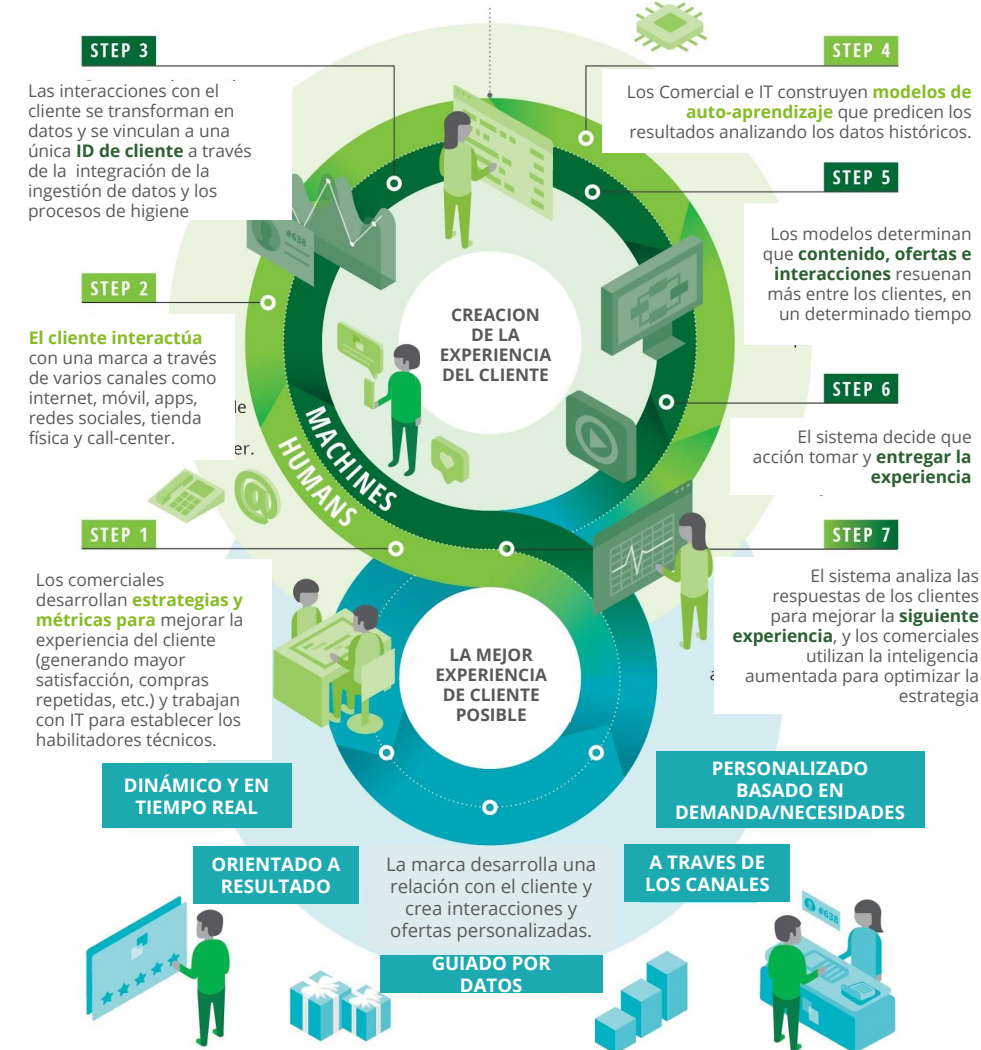 STEP 3
Las interacciones con el
cliente se transforman en
datos y se vinculan a una
única ID de cliente a través
de la integración de la
ingestión de datos y los
procesos de higiene
STEP 4
Los Comercial e IT construyen modelos de
auto-aprendizaje que predicen los
resultados analizando los datos históricos.
STEP 5
Los modelos determinan
que contenido, ofertas e
interacciones resuenan
más entre los clientes, en
un determinado tiempo
#638
STEP 2
El cliente interactúa
con una marca a través
de varios canales como
internet, móvil, apps,
redes sociales, tienda
física y call-center.
er.
CREACION
DE LA
EXPERIENCIA
DEL CLIENTE
MACHINES
HUMANS
STEP 6
El sistema decide que
acción tomar y entregar la
experiencia
STEP 1
Los comerciales
desarrollan estrategias y
métricas para mejorar la
experiencia del cliente
(generando mayor
satisfacción, compras
repetidas, etc.) y trabajan
con IT para establecer los
habilitadores técnicos.
STEP 7
El sistema analiza las
respuestas de los clientes
para mejorar la siguiente
experiencia, y los comerciales
utilizan la inteligencia
aumentada para optimizar la
estrategia
LA MEJOR
EXPERIENCIA
DE CLIENTE
POSIBLE
DINÁMICO Y EN
TIEMPO REAL
PERSONALIZADO
BASADO EN
DEMANDA/NECESIDADES
ORIENTADO A
RESULTADO
La marca desarrolla una
relación con el cliente y
crea interacciones y
ofertas personalizadas.
A TRAVES DE
LOS CANALES
#638
GUIADO POR
DATOS